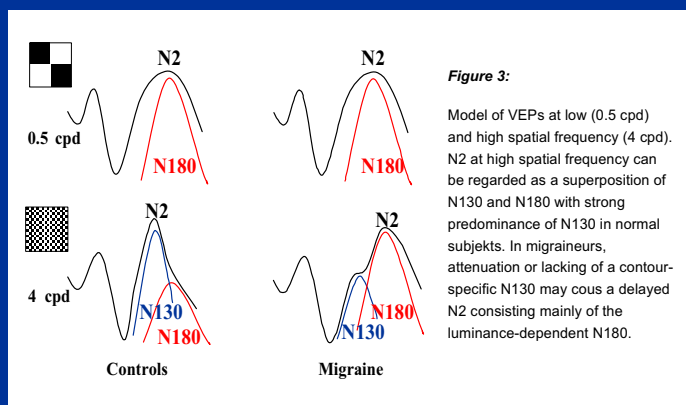 N2
N2
0.5 cpd
N180
N180
N2
N2
4 cpd
N130
N180
N180
N130
Controls
Migraine
Figure 3:
Model of VEPs at low (0.5 cpd)
and high spatial frequency (4 cpd).
N2 at high spatial frequency can
be regarded as a superposition of
N130 and N180 with strong
predominance of N130 in normal
subjekts. In migraineurs,
attenuation or lacking of a contour-
specific N130 may cous a delayed
N2 consisting mainly of the
luminance-dependent N180.